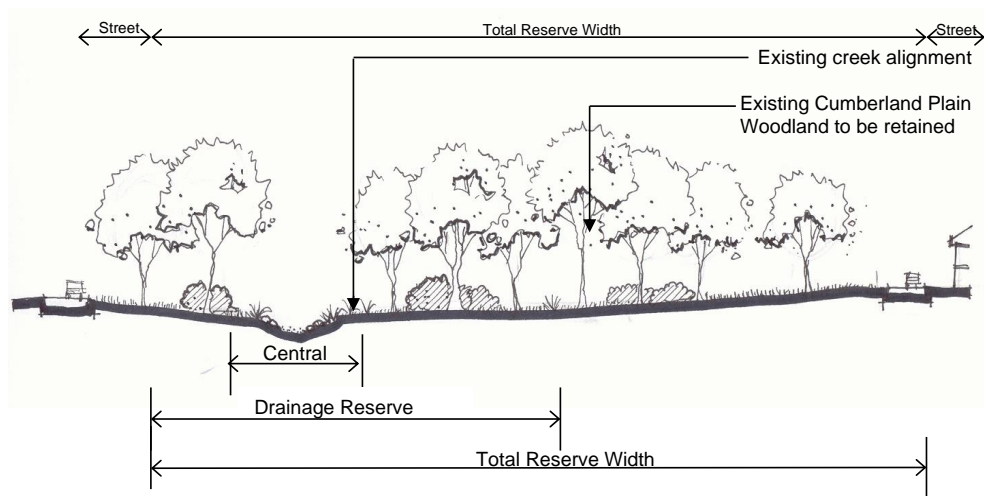 Street
Total Reserve Width
Street
Existing creek alignment
Existing Cumberland Plain
Woodland to be retained
Central
Drainage Reserve
Total Reserve Width